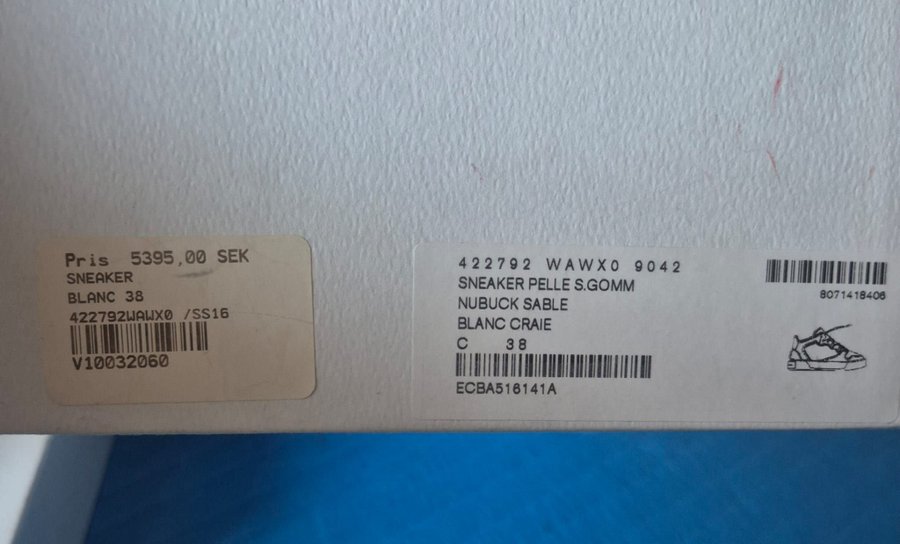 Pris 5395,00 SEK
SNEAKER
BLANC 38
422792WAWX0 /SS16
V10032060
422792 WAWX0 9042
SNEAKER PELLE S.GOMM
NUBUCK SABLE
BLANC CRAIE
C 38
ECBA516141A
8071418406